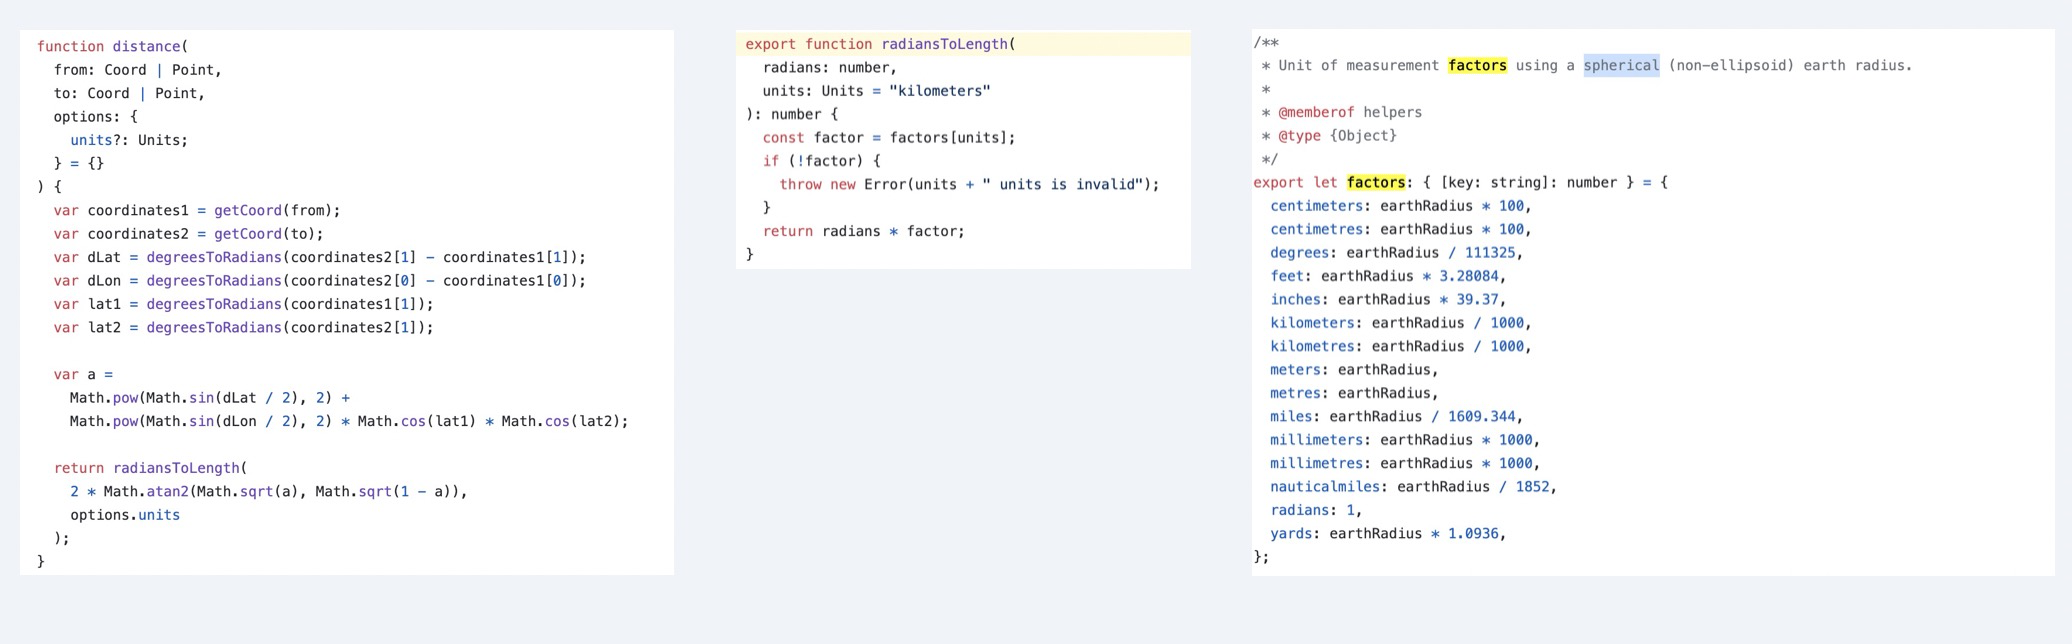 function distance(
  from: Coord | Point,
  to: Coord | Point,
  options: {
    units?: Units;
  } = {}
) {
  var coordinates1 = getCoord(from);
  var coordinates2 = getCoord(to);
  var dLat = degreesToRadians(coordinates2[1] - coordinates1[1]);
  var dLon = degreesToRadians(coordinates2[0] - coordinates1[0]);
  var lat1 = degreesToRadians(coordinates1[1]);
  var lat2 = degreesToRadians(coordinates2[1]);

  var a =
    Math.pow(Math.sin(dLat / 2), 2) +
    Math.pow(Math.sin(dLon / 2), 2) * Math.cos(lat1) * Math.cos(lat2);

  return radiansToLength(
    2 * Math.atan2(Math.sqrt(a), Math.sqrt(1 - a)),
    options.units
  );
}
export function radiansToLength(
  radians: number,
  units: Units = "kilometers"
): number {
  const factor = factors[units];
  if (!factor) {
    throw new Error(units + " units is invalid");
  }
  return radians * factor;
}
/**
 * Unit of measurement factors using a spherical (non-ellipsoid) earth radius.
 *
 * @memberof helpers
 * @type {Object}
 */
export let factors: { [key: string]: number } = {
  centimeters: earthRadius * 100,
  centimetres: earthRadius * 100,
  degrees: earthRadius / 111325,
  feet: earthRadius * 3.28084,
  inches: earthRadius * 39.37,
  kilometers: earthRadius / 1000,
  kilometres: earthRadius / 1000,
  meters: earthRadius,
  metres: earthRadius,
  miles: earthRadius / 1609.344,
  millimeters: earthRadius * 1000,
  millimetres: earthRadius * 1000,
  nauticalmiles: earthRadius / 1852,
  radians: 1,
  yards: earthRadius * 1.0936,
};